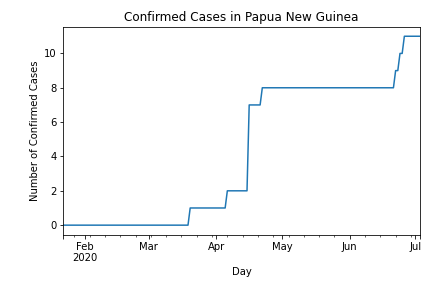 Confirmed Cases in Papua New Guinea
Number of Confirmed Cases
10
8
6
4
2
0
Feb Mar Apr May Jun Jul
2020
Day